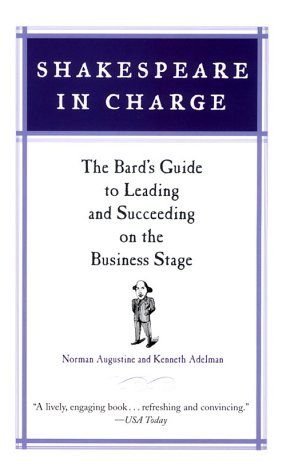 SHAKESPEARE
IN CHARGE
The Bard's Guide
to Leading
and Succeeding
on the
Business Stage
Norman Augustine and Kenneth Adelman
"A lively, engaging book . . . refreshing and convincing."
—USA Today